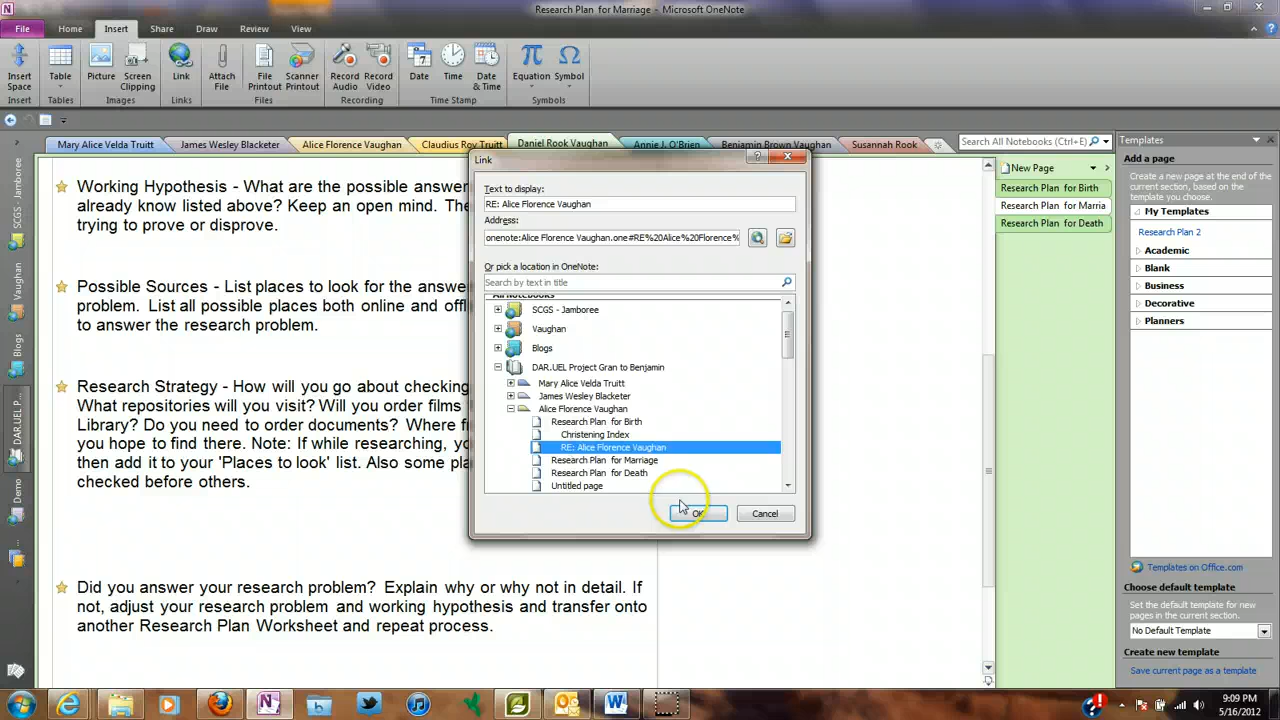 Research Plan for Marriage - Microsoft OneNote
File Home Insert Share Draw Review View
Insert Space
Table
Picture
Screen Clipping
Link
Attach File
File Printout
Scanner Printout
Record Audio
Record Video
Date
Time
Date & Time
Equation
Symbol
Insert Tables Images Links Files Recording Time Stamp Symbols
Mary Alice Velda Truitt James Wesley Blacketer Alice Florence Vaughan Claudius Roy Truitt Daniel Rook Vaughan Annie J. O'Brien Benjamin Brown Vaughan Susannah Rook
Search All Notebooks (Ctrl+E)
SCGS - Jamboree
Vaughan
Blogs
DAR.UEL P...
Demo
Working Hypothesis - What are the possible answer
already know listed above? Keep an open mind. The
trying to prove or disprove.
Possible Sources - List places to look for the answe
problem. List all possible places both online and offl
to answer the research problem.
Research Strategy - How will you go about checking
What repositories will you visit? Will you order films
Library? Do you need to order documents? Where
you hope to find there. Note: If while researching, yo
then add it to your 'Places to look' list. Also some pla
checked before others.
Did you answer your research problem? Explain why or why not in detail. If
not, adjust your research problem and working hypothesis and transfer onto
another Research Plan Worksheet and repeat process.
Link
Text to display:
RE: Alice Florence Vaughan
Address:
onenote:Alice Florence Vaughan.one#RE%20Alice%20Florence%
Or pick a location in OneNote:
Search by text in title
All Notebooks
SCGS - Jamboree
Vaughan
Blogs
DAR.UEL Project Gran to Benjamin
Mary Alice Velda Truitt
James Wesley Blacketer
Alice Florence Vaughan
Research Plan for Birth
Christening Index
RE: Alice Florence Vaughan
Research Plan for Marriage
Research Plan for Death
Untitled page
OK Cancel
New Page
Research Plan for Birth
Research Plan for Marria
Research Plan for Death
Templates
Add a page
Create a new page at the end of the
current section, based on the
template you choose.
My Templates
Research Plan 2
Academic
Blank
Business
Decorative
Planners
Templates on Office.com
Choose default template
Set the default template for new
pages in the current section.
No Default Template
Create new template
Save current page as a template
9:09 PM
5/16/2012